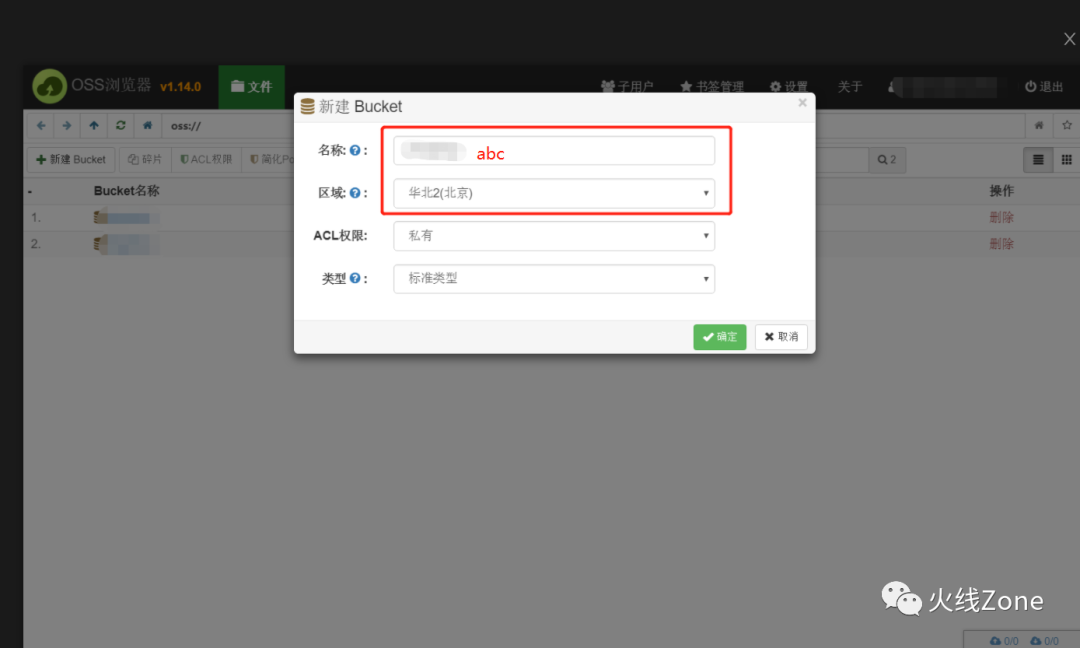 X
OSS浏览器 v1.14.0 文件 子用户 书签管理 设置 关于 退出
新建 Bucket ×
oss://
名称: : abc
新建 Bucket 碎片 ACL权限 简化Po 2
区域: : 华北2(北京)
- Bucket名称 操作
1. 删除
ACL权限: 私有
2. 删除
类型 : 标准类型
确定 取消
火线Zone
0/0 0/0